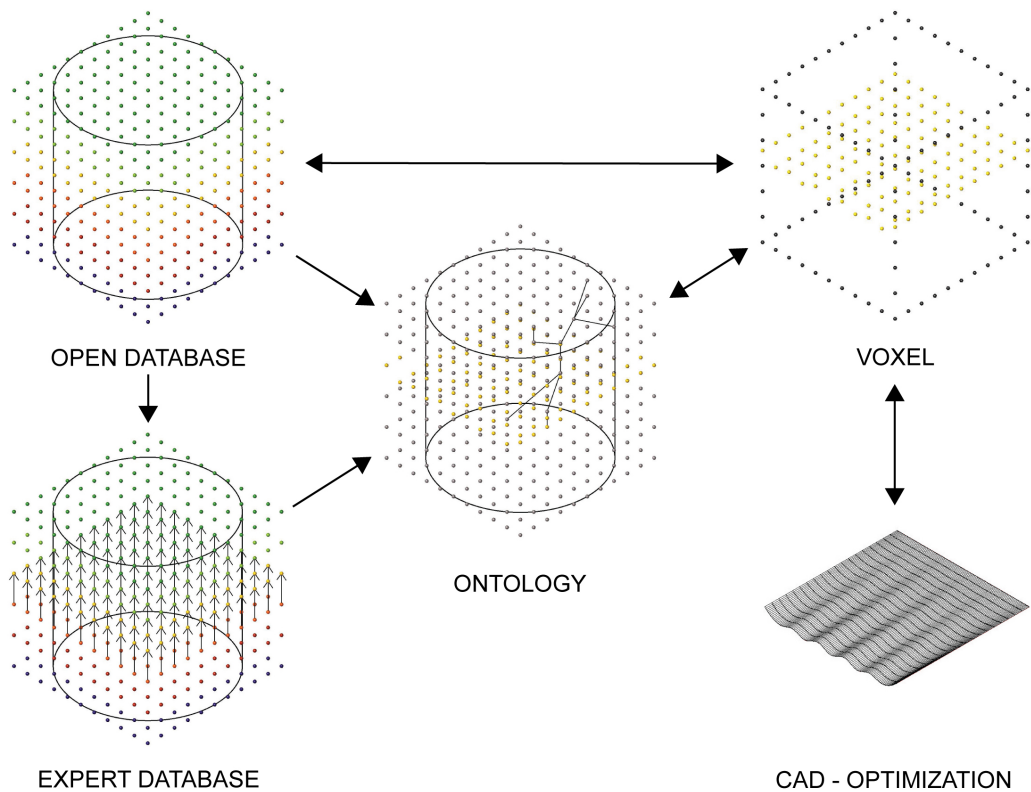 OPEN DATABASE
VOXEL
ONTOLOGY
EXPERT DATABASE
CAD - OPTIMIZATION